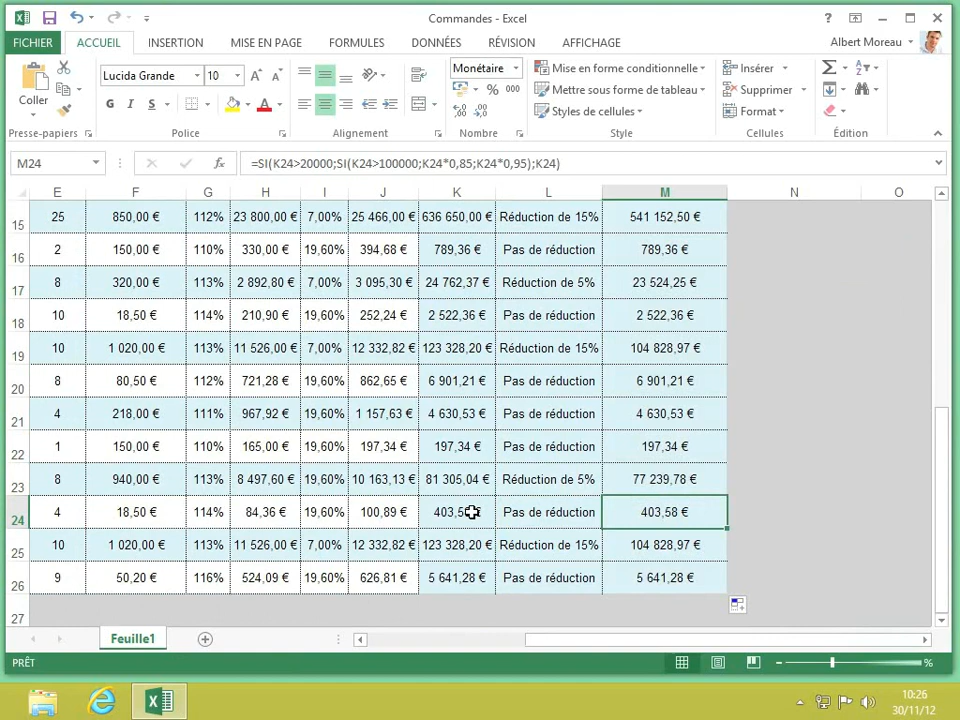 Commandes - Excel
?
FICHIER ACCUEIL INSERTION MISE EN PAGE FORMULES DONNÉES RÉVISION AFFICHAGE Albert Moreau
Coller
Lucida Grande 10
G I S A
Monétaire
% 000
Mise en forme conditionnelle
Mettre sous forme de tableau
Styles de cellules
Insérer
Supprimer
Format
Presse-papiers Police Alignement Nombre Style Cellules Édition
M24 fx =SI(K24>20000;SI(K24>100000;K24*0,85;K24*0,95);K24)
E F G H I J K L M N O
15 25 850,00 € 112% 23 800,00 € 7,00% 25 466,00 € 636 650,00 € Réduction de 15% 541 152,50 €
16 2 150,00 € 110% 330,00 € 19,60% 394,68 € 789,36 € Pas de réduction 789,36 €
17 8 320,00 € 113% 2 892,80 € 7,00% 3 095,30 € 24 762,37 € Réduction de 5% 23 524,25 €
18 10 18,50 € 114% 210,90 € 19,60% 252,24 € 2 522,36 € Pas de réduction 2 522,36 €
19 10 1 020,00 € 113% 11 526,00 € 7,00% 12 332,82 € 123 328,20 € Réduction de 15% 104 828,97 €
20 8 80,50 € 112% 721,28 € 19,60% 862,65 € 6 901,21 € Pas de réduction 6 901,21 €
21 4 218,00 € 111% 967,92 € 19,60% 1 157,63 € 4 630,53 € Pas de réduction 4 630,53 €
22 1 150,00 € 110% 165,00 € 19,60% 197,34 € 197,34 € Pas de réduction 197,34 €
23 8 940,00 € 113% 8 497,60 € 19,60% 10 163,13 € 81 305,04 € Réduction de 5% 77 239,78 €
24 4 18,50 € 114% 84,36 € 19,60% 100,89 € Pas de réduction 403,58 €
25 10 1 020,00 € 113% 11 526,00 € 7,00% 12 332,82 € 123 328,20 € Réduction de 15% 104 828,97 €
26 9 50,20 € 116% 524,09 € 19,60% 626,81 € 5 641,28 € Pas de réduction 5 641,28 €
27
Feuille1
PRÊT %
10:26
30/11/12